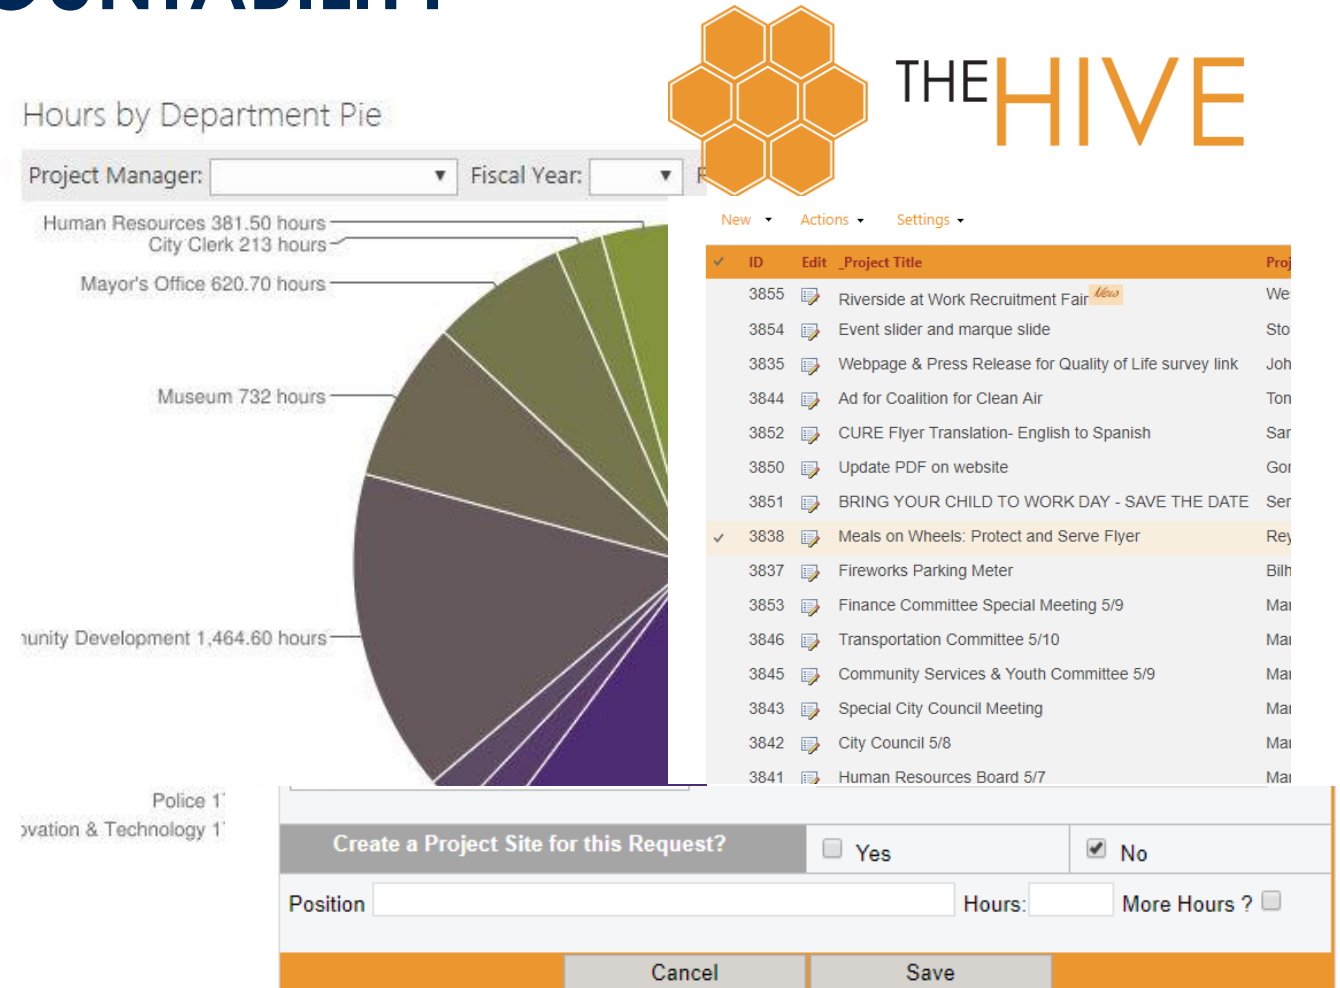 THE HIVE
Hours by Department Pie
Project Manager:
Fiscal Year:
Human Resources 381.50 hours
City Clerk 213 hours
Mayor's Office 620.70 hours
Museum 732 hours
Development 1,464.60 hours
Police 1
& Technology 1
New Actions Settings
ID Edit _Project Title
3855 Riverside at Work Recruitment Fair New
3854 Event slider and marque slide
3835 Webpage & Press Release for Quality of Life survey link
3844 Ad for Coalition for Clean Air
3852 CURE Flyer Translation- English to Spanish
3850 Update PDF on website
3851 BRING YOUR CHILD TO WORK DAY - SAVE THE DATE
3838 Meals on Wheels: Protect and Serve Flyer
3837 Fireworks Parking Meter
3853 Finance Committee Special Meeting 5/9
3846 Transportation Committee 5/10
3845 Community Services & Youth Committee 5/9
3843 Special City Council Meeting
3842 City Council 5/8
3841 Human Resources Board 5/7
Create a Project Site for this Request? Yes No
Position Hours: More Hours ?
Cancel Save